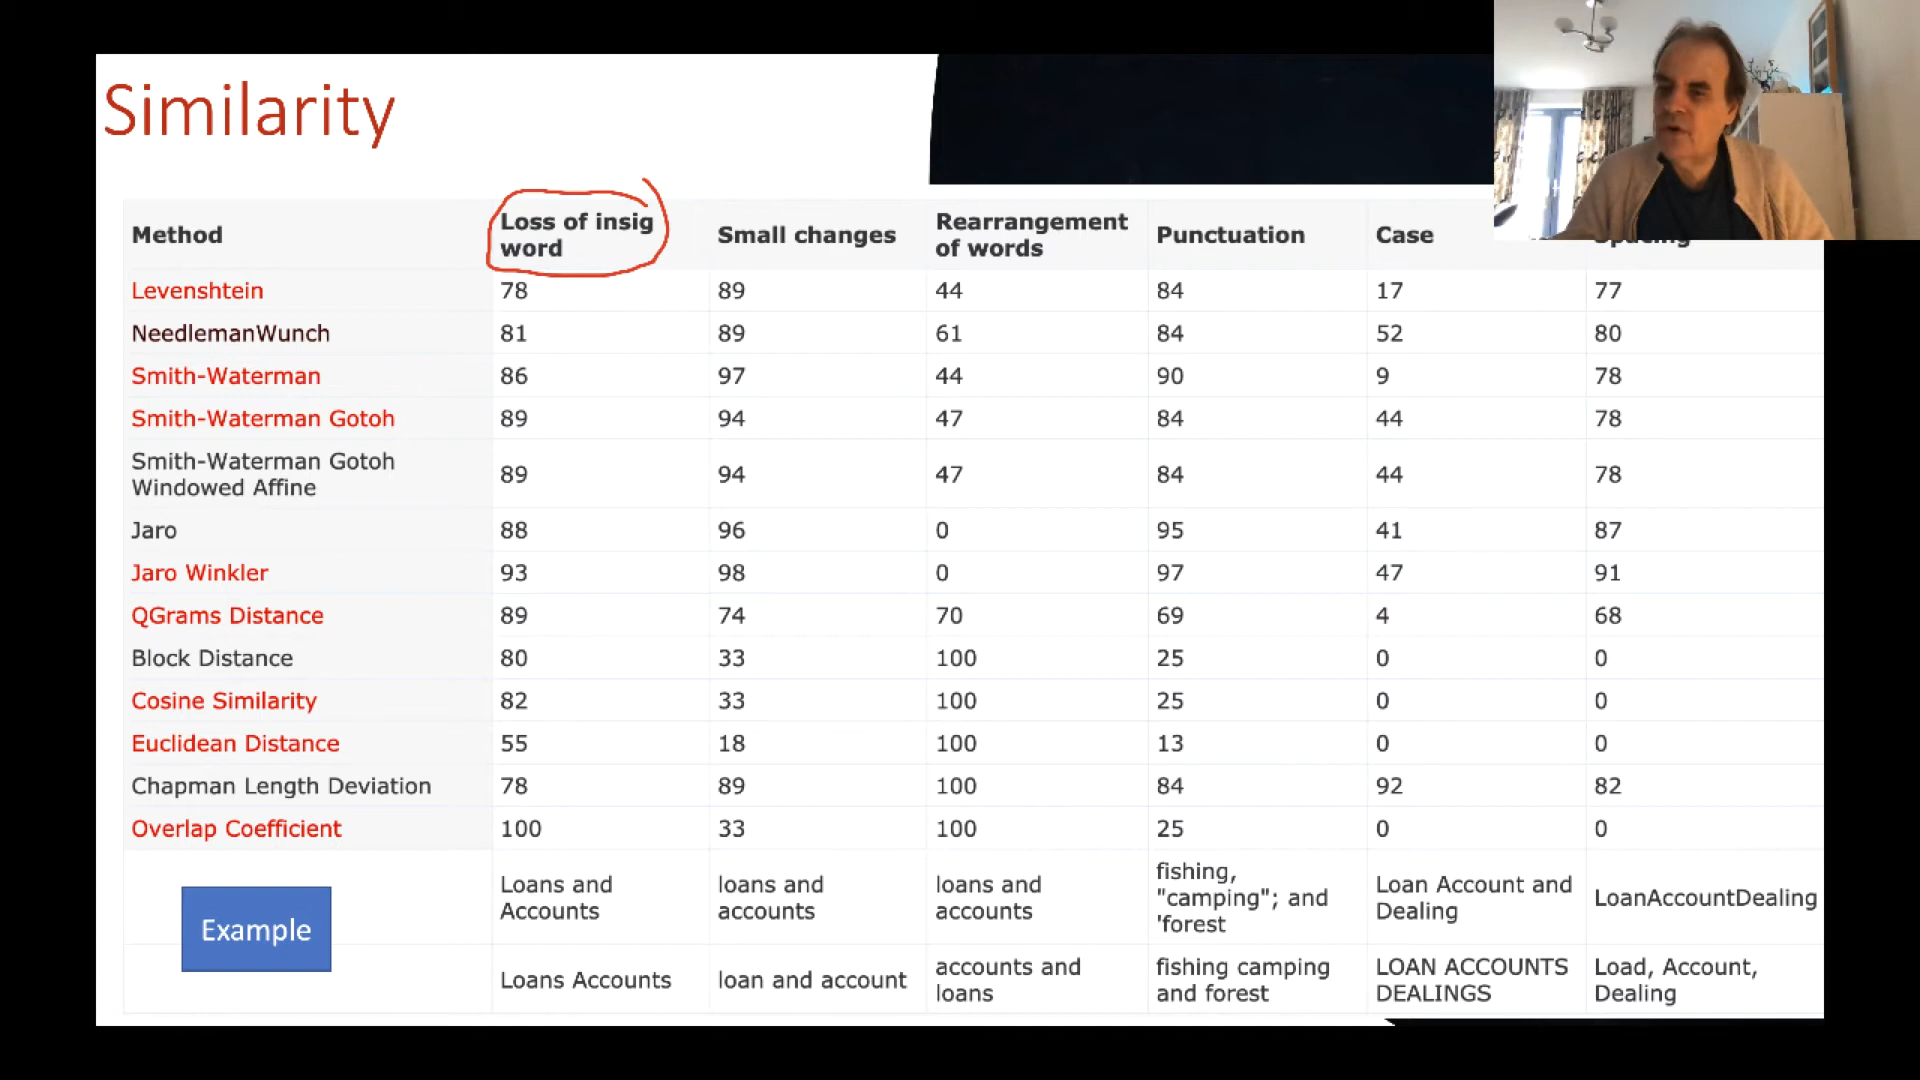 Similarity
Method Loss of insig word Small changes Rearrangement of words Punctuation Case Spacing
Levenshtein 78 89 44 84 17 77
NeedlemanWunch 81 89 61 84 52 80
Smith-Waterman 86 97 44 90 9 78
Smith-Waterman Gotoh 89 94 47 84 44 78
Smith-Waterman Gotoh Windowed Affine 89 94 47 84 44 78
Jaro 88 96 0 95 41 87
Jaro Winkler 93 98 0 97 47 91
QGrams Distance 89 74 70 69 4 68
Block Distance 80 33 100 25 0 0
Cosine Similarity 82 33 100 25 0 0
Euclidean Distance 55 18 100 13 0 0
Chapman Length Deviation 78 89 100 84 92 82
Overlap Coefficient 100 33 100 25 0 0
Example
Loans and Accounts loans and accounts loans and accounts fishing, "camping"; and 'forest Loan Account and Dealing LoanAccountDealing
Loans Accounts loan and account accounts and loans fishing camping and forest LOAN ACCOUNTS DEALINGS Load, Account, Dealing